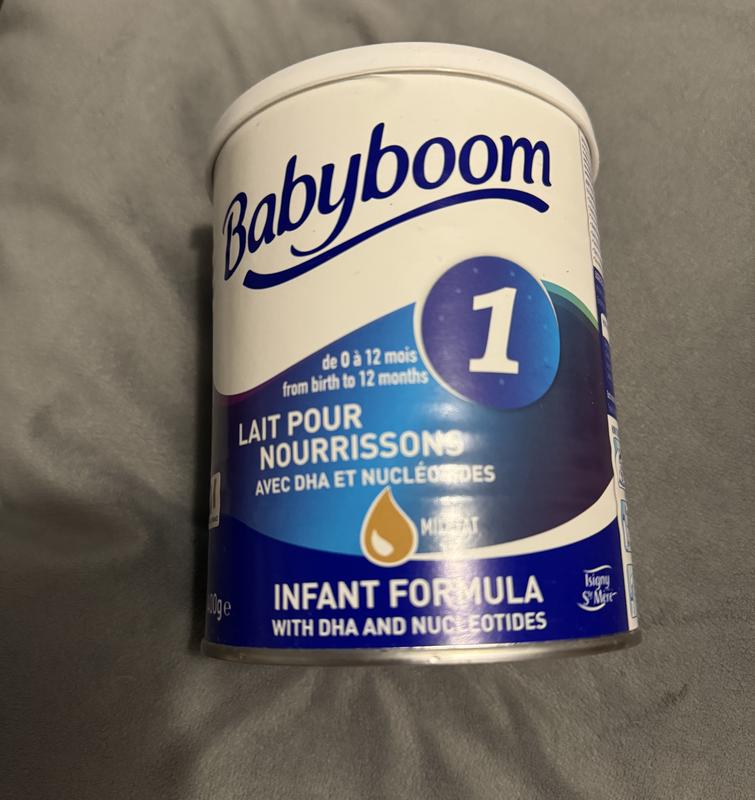 Babyboom
1
de 0 à 12 mois
from birth to 12 months
LAIT POUR
NOURRISSONS
AVEC DHA ET NUCLÉOTIDES
INFANT FORMULA
WITH DHA AND NUCLEOTIDES
Isigny
Ste Mère